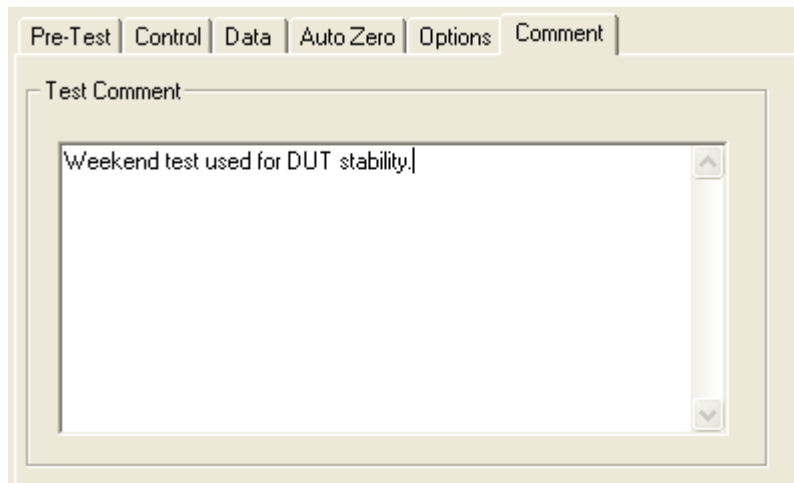 Pre-Test Control Data Auto Zero Options Comment
Test Comment
Weekend test used for DUT stability.